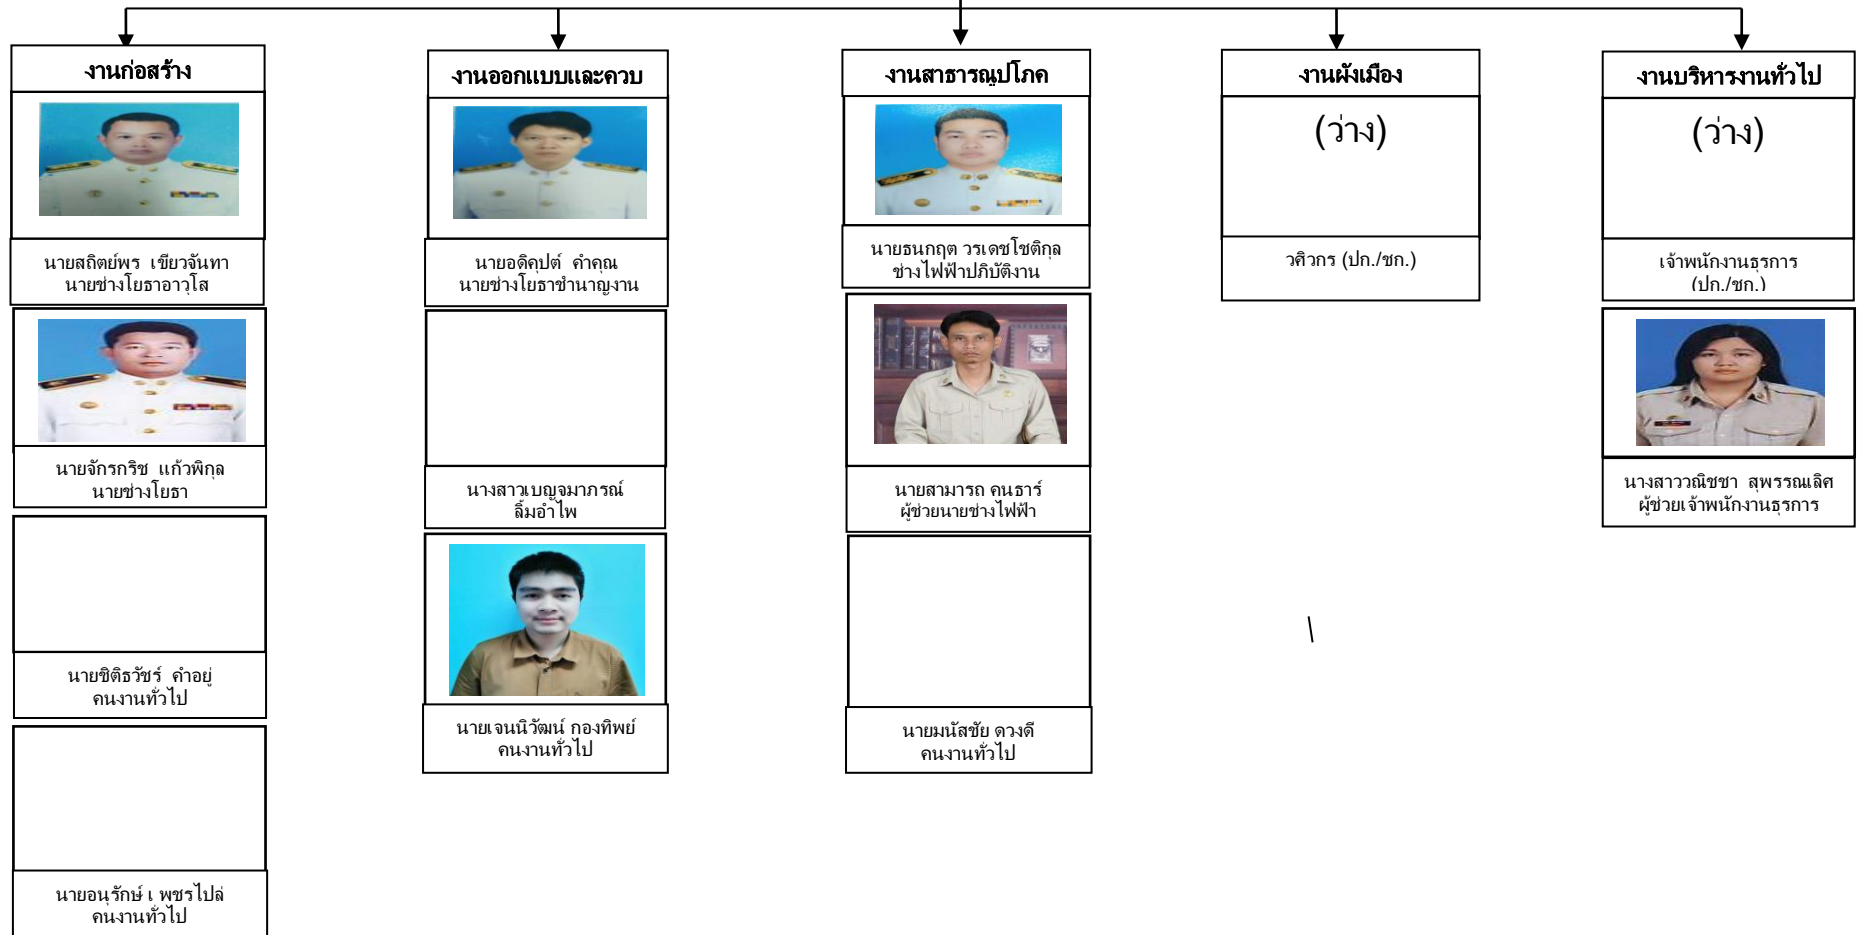 งานก่อสร้าง
นายสถิตย์พร เขียวจันทา
นายช่างโยธาอาวุโส
นายจักรกริช แก้วพิกุล
นายช่างโยธา
นายชิติธวัชร์ คำอยู่
คนงานทั่วไป
นายอนุรักษ์ เ พชรไปล่
คนงานทั่วไป
งานออกแบบและควบ
นายอดิคุปต์ คำคุณ
นายช่างโยธาชำนาญงาน
นางสาวเบญจมาภรณ์
ลิ้มอำไพ
นายเจนนิวัฒน์ กองทิพย์
คนงานทั่วไป
งานสาธารณูปโภค
นายธนกฤต วรเดชโชติกุล
ช่างไฟฟ้าปภิบัติงาน
นายสามารถ คนธาร์
ผู้ช่วยนายช่างไฟฟ้า
นายมนัสชัย ดวงดี
คนงานทั่วไป
งานผังเมือง
(ว่าง)
วศิวกร (ปก./ชก.)
\
งานบริหารงานทั่วไป
(ว่าง)
เจ้าพนักงานธุรการ
(ปก./ชก.)
นางสาววณิชชา สุพรรณเลิศ
ผู้ช่วยเจ้าพนักงานธุรการ